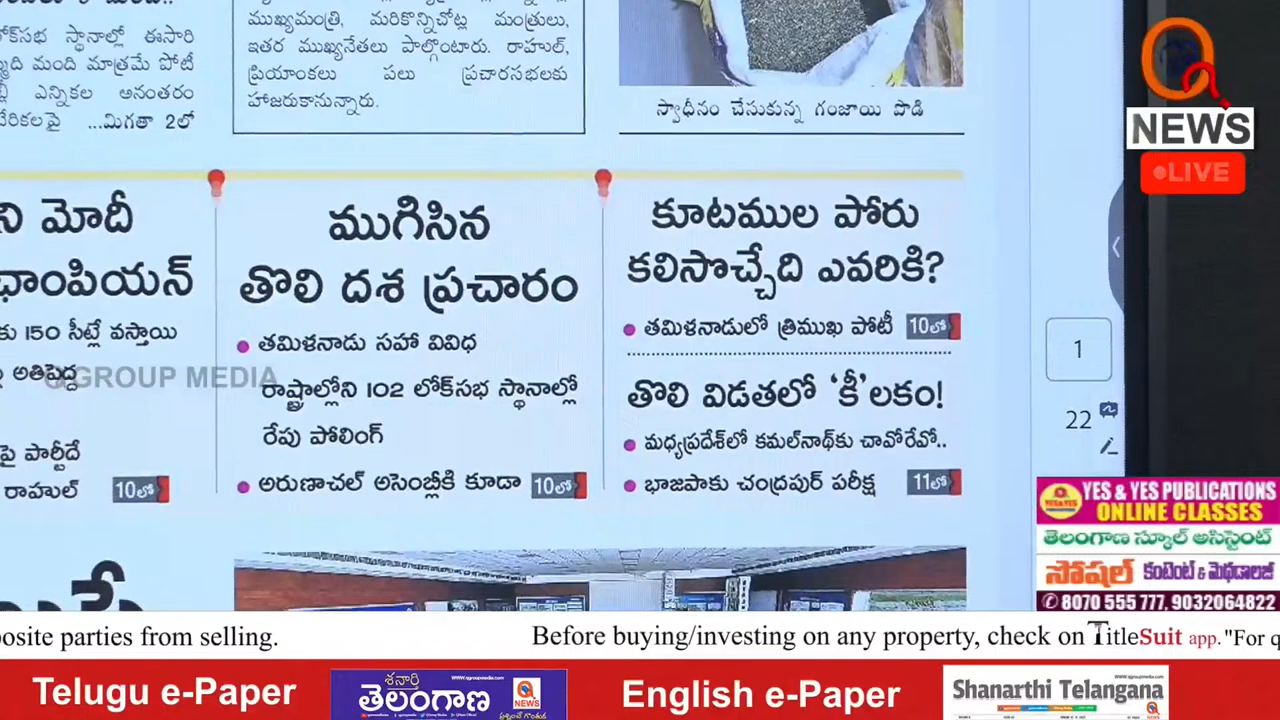 లోక్‌సభ స్థానాల్లో ఈసారి
మంది మాత్రమే పోటీ
ఎన్నికల అనంతరం
...మిగతా 2లో
ముఖ్యమంత్రి, మరికొన్నిచోట్ల మంత్రులు,
ఇతర ముఖ్యనేతలు పాల్గొంటారు. రాహుల్,
ప్రియాంకలు పలు ప్రచారసభలకు
హాజరుకానున్నారు.
స్వాధీనం చేసుకున్న గంజాయి పొడి
ని మోదీ
ఛాంపియన్
కు 150 సీట్లే వస్తాయి
అతిపెద్ద
పై పార్టీదే
రాహుల్ 10లో
ముగిసిన
తొలి దశ ప్రచారం
తమిళనాడు సహా వివిధ
రాష్ట్రాల్లోని 102 లోక్‌సభ స్థానాల్లో
రేపు పోలింగ్
అరుణాచల్ అసెంబ్లీకి కూడా 10లో
కూటముల పోరు
కలిసొచ్చేది ఎవరికి?
తమిళనాడులో త్రిముఖ పోటీ 10లో
తొలి విడతలో ‘కీ’లకం!
మధ్యప్రదేశ్‌లో కమల్‌నాథ్‌కు చావోరేవో..
భాజపాకు చంద్రపుర్ పరీక్ష 11లో
QGROUP MEDIA
Q
NEWS
LIVE
1
22
YES & YES PUBLICATIONS
ONLINE CLASSES
తెలంగాణ స్కూల్ అసిస్టెంట్
సోషల్ కంటెంట్ & మెథడాలజీ
8070 555 777, 9032064822
posite parties from selling. Before buying/investing on any property, check on TitleSuit app. "For q
Telugu e-Paper
శనార్తి
తెలంగాణ
NEWS
English e-Paper
Shanarthi Telangana